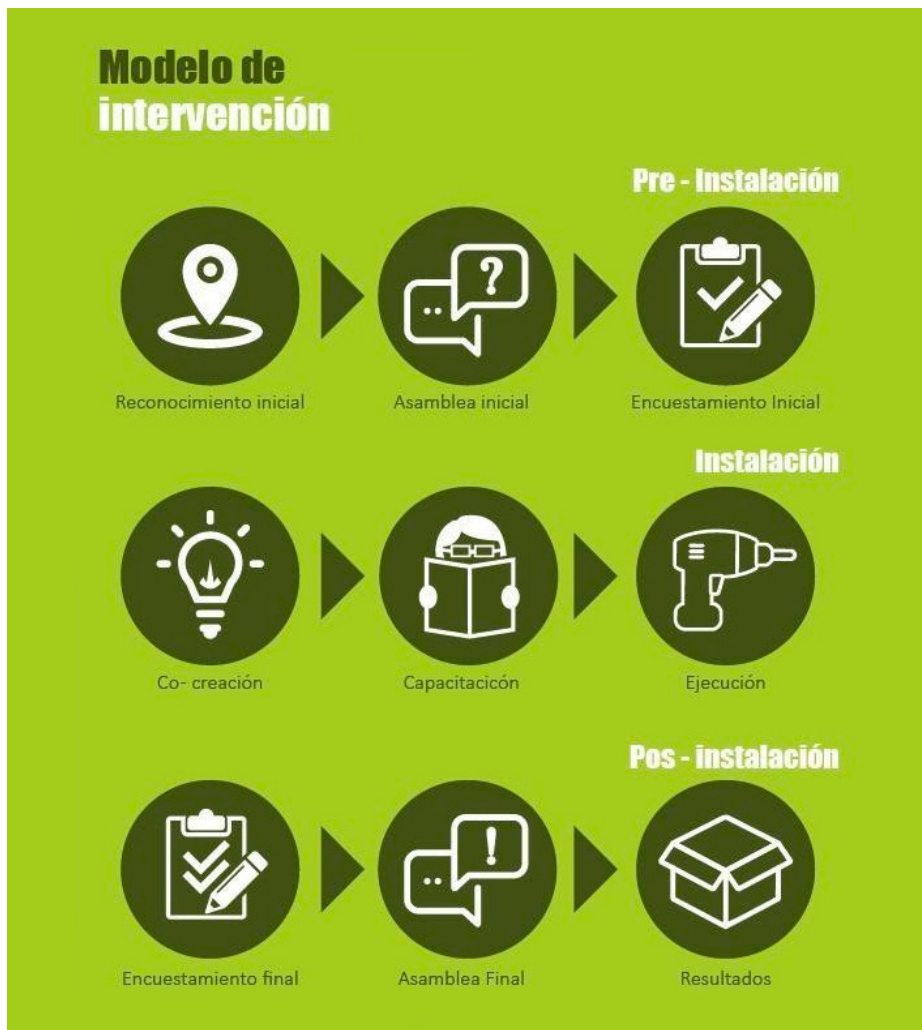 Modelo de
intervención
Pre - Instalación
Reconocimiento inicial
Asamblea inicial
Encuestamiento Inicial
Instalación
Co- creación
Capacitacicón
Ejecución
Pos - instalación
Encuestamiento final
Asamblea Final
Resultados